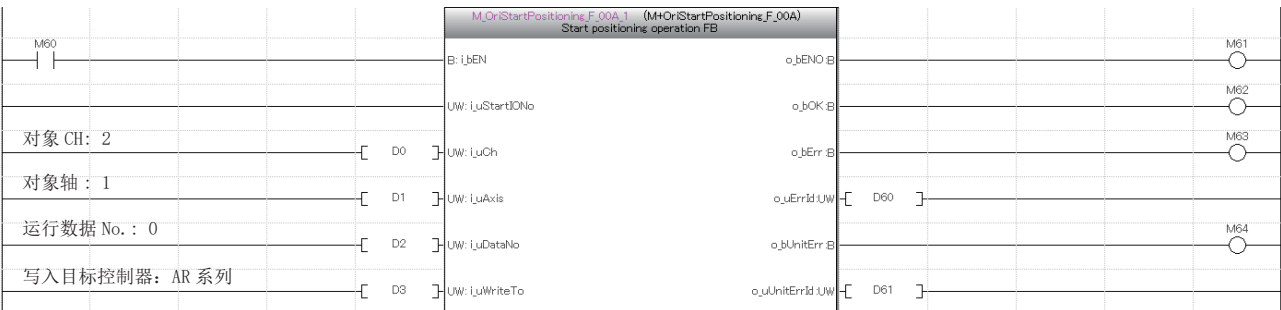 M_OriStartPositioning_F_00A_1 (M+OriStartPositioning_F_00A)
Start positioning operation FB
M60
B: i_bEN
o_bENO:B
M61
UW: i_uStartIONo
o_bOK:B
M62
对象 CH: 2
D0
UW: i_uCh
o_bErr:B
M63
对象轴 : 1
D1
UW: i_uAxis
o_uErrId:UW
D60
运行数据 No.: 0
D2
UW: i_uDataNo
o_bUnitErr:B
M64
写入目标控制器: AR 系列
D3
UW: i_uWriteTo
o_uUnitErrId:UW
D61